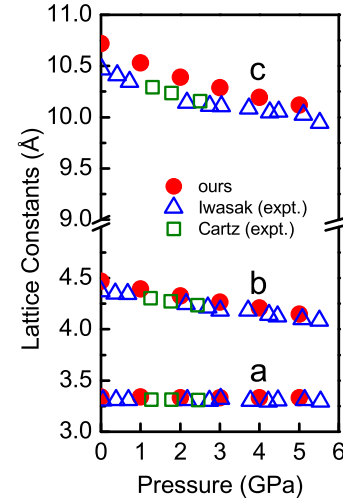 11.0
10.5
10.0
9.5
9.0
4.5
4.0
3.5
3.0
Lattice Constants (Å)
c
ours
Iwasak (expt.)
Cartz (expt.)
b
a
0 1 2 3 4 5 6
Pressure (GPa)